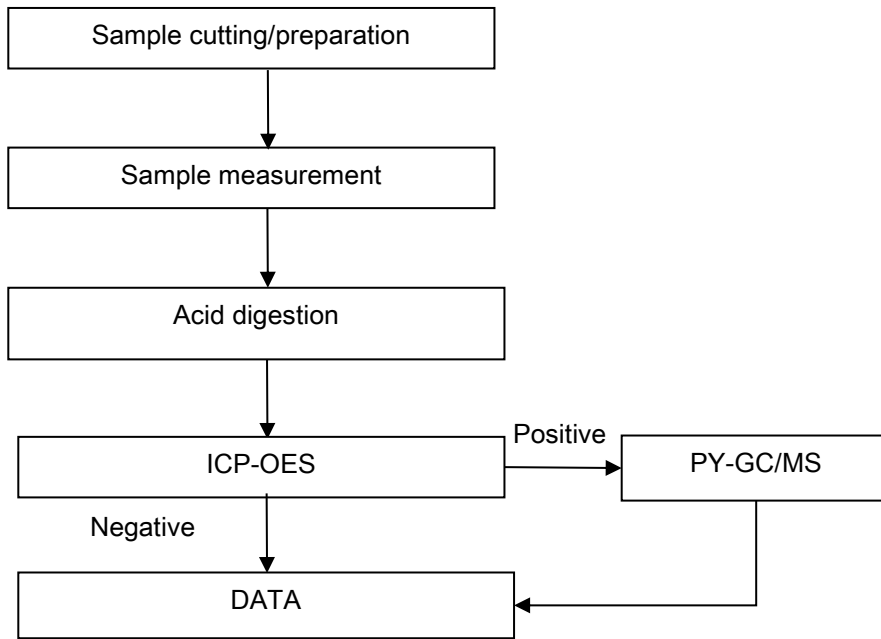 Sample cutting/preparation
Sample measurement
Acid digestion
ICP-OES
Positive
PY-GC/MS
Negative
DATA